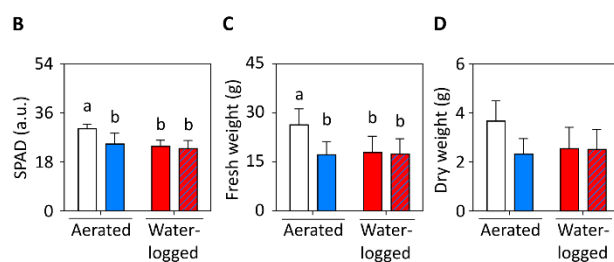 B
SPAD (a.u.)
54
36
18
0
a
b
b
b
Aerated
Water-
logged
C
Fresh weight (g)
45
30
15
0
a
b
b
b
Aerated
Water-
logged
D
Dry weight (g)
6
4
2
0
Aerated
Water-
logged